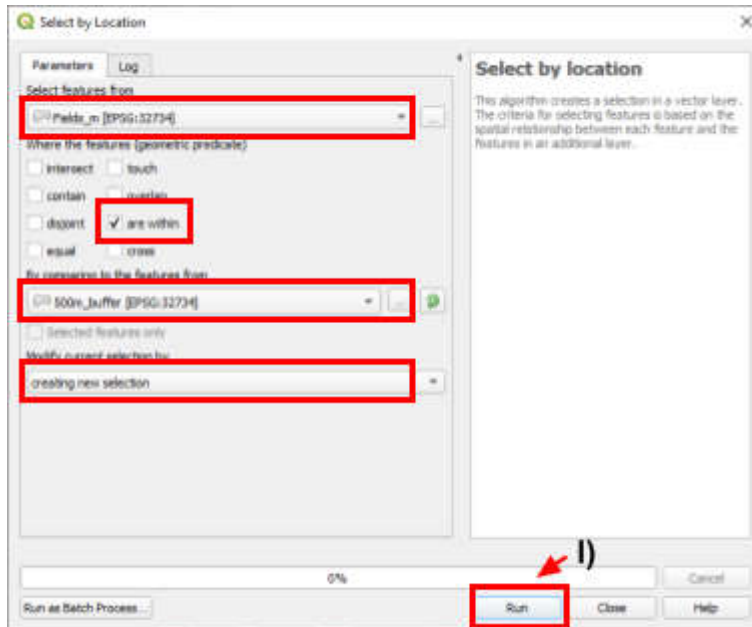 Select by Location
Parameters Log
Select features from
Fields_m [EPSG:32734]
...
Where the features (geometric predicate)
intersect touch
contain overlap
disjoint are within
equal cross
By comparing to the features from
500m_buffer [EPSG:32734]
...
Selected features only
Modify current selection by
creating new selection
Select by location
This algorithm creates a selection in a vector layer.
The criteria for selecting features is based on the
spatial relationship between each feature and the
features in an additional layer.
I)
0%
Cancel
Run as Batch Process...
Run Close Help